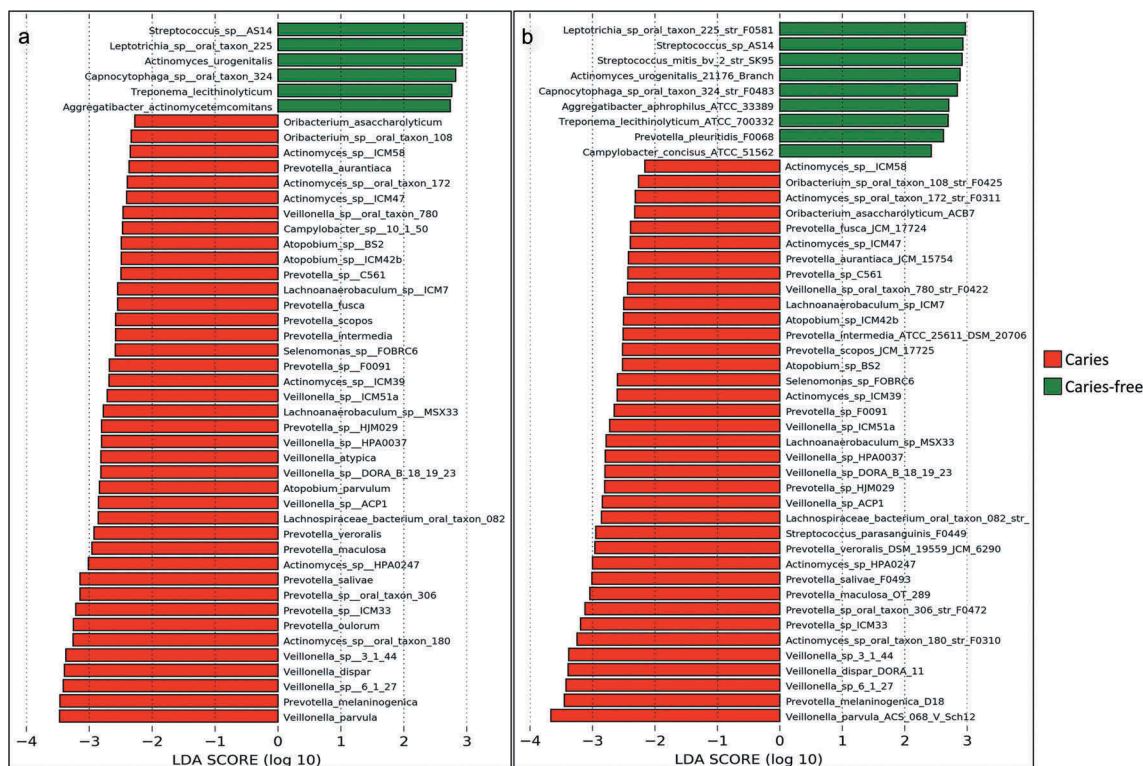 a
Streptococcus_sp__AS14
Leptotrichia_sp_oral_taxon_225
Actinomyces_urogenitalis
Capnocytophaga_sp__oral_taxon_324
Treponema_lecithinolyticum
Aggregatibacter_actinomycetemcomitans
Oribacterium_asaccharolyticum
Oribacterium_sp__oral_taxon_108
Actinomyces_sp__ICM58
Prevotella_aurantiaca
Actinomyces_sp__oral_taxon_172
Actinomyces_sp__ICM47
Veillonella_sp__oral_taxon_780
Campylobacter_sp__10_1_50
Atopobium_sp__BS2
Atopobium_sp__ICM42b
Prevotella_sp__C561
Lachnoanaerobaculum_sp__ICM7
Prevotella_fusca
Prevotella_scopos
Prevotella_intermedia
Selenomonas_sp__FOBRC6
Prevotella_sp__F0091
Actinomyces_sp__ICM39
Veillonella_sp__ICM51a
Lachnoanaerobaculum_sp__MSX33
Prevotella_sp__HJM029
Veillonella_sp__HPA0037
Veillonella_atypica
Veillonella_sp__DORA_B_18_19_23
Atopobium_parvulum
Veillonella_sp__ACP1
Lachnospiraceae_bacterium_oral_taxon_082
Prevotella_veroralis
Prevotella_maculosa
Actinomyces_sp__HPA0247
Prevotella_salivae
Prevotella_sp__oral_taxon_306
Prevotella_sp__ICM33
Prevotella_oulorum
Actinomyces_sp__oral_taxon_180
Veillonella_sp__3_1_44
Veillonella_dispar
Veillonella_sp__6_1_27
Prevotella_melaninogenica
Veillonella_parvula
−4 −3 −2 −1 0 1 2 3 4
LDA SCORE (log 10)
b
Leptotrichia_sp_oral_taxon_225_str_F0581
Streptococcus_sp_AS14
Streptococcus_mitis_bv_2_str_SK95
Actinomyces_urogenitalis_21176_Branch
Capnocytophaga_sp_oral_taxon_324_str_F0483
Aggregatibacter_aphrophilus_ATCC_33389
Treponema_lecithinolyticum_ATCC_700332
Prevotella_pleuritidis_F0068
Campylobacter_concisus_ATCC_51562
Actinomyces_sp_ICM58
Oribacterium_sp_oral_taxon_108_str_F0425
Actinomyces_sp_oral_taxon_172_str_F0311
Oribacterium_asaccharolyticum_ACB7
Prevotella_fusca_JCM_17724
Actinomyces_sp_ICM47
Prevotella_aurantiaca_JCM_15754
Prevotella_sp_C561
Veillonella_sp_oral_taxon_780_str_F0422
Lachnoanaerobaculum_sp_ICM7
Atopobium_sp_ICM42b
Prevotella_intermedia_ATCC_25611_DSM_20706
Prevotella_scopos_JCM_17725
Atopobium_sp_BS2
Selenomonas_sp_FOBRC6
Actinomyces_sp_ICM39
Prevotella_sp_F0091
Veillonella_sp_ICM51a
Lachnoanaerobaculum_sp_MSX33
Veillonella_sp_HPA0037
Veillonella_sp_DORA_B_18_19_23
Prevotella_sp_HJM029
Veillonella_sp_ACP1
Lachnospiraceae_bacterium_oral_taxon_082_str_
Streptococcus_parasanguinis_F0449
Prevotella_veroralis_DSM_19559_JCM_6290
Actinomyces_sp_HPA0247
Prevotella_salivae_F0493
Prevotella_maculosa_OT_289
Prevotella_sp_oral_taxon_306_str_F0472
Prevotella_sp_ICM33
Actinomyces_sp_oral_taxon_180_str_F0310
Veillonella_sp_3_1_44
Veillonella_dispar_DORA_11
Veillonella_sp_6_1_27
Prevotella_melaninogenica_D18
Veillonella_parvula_ACS_068_V_Sch12
−4 −3 −2 −1 0 1 2 3
LDA SCORE (log 10)
Caries
Caries-free